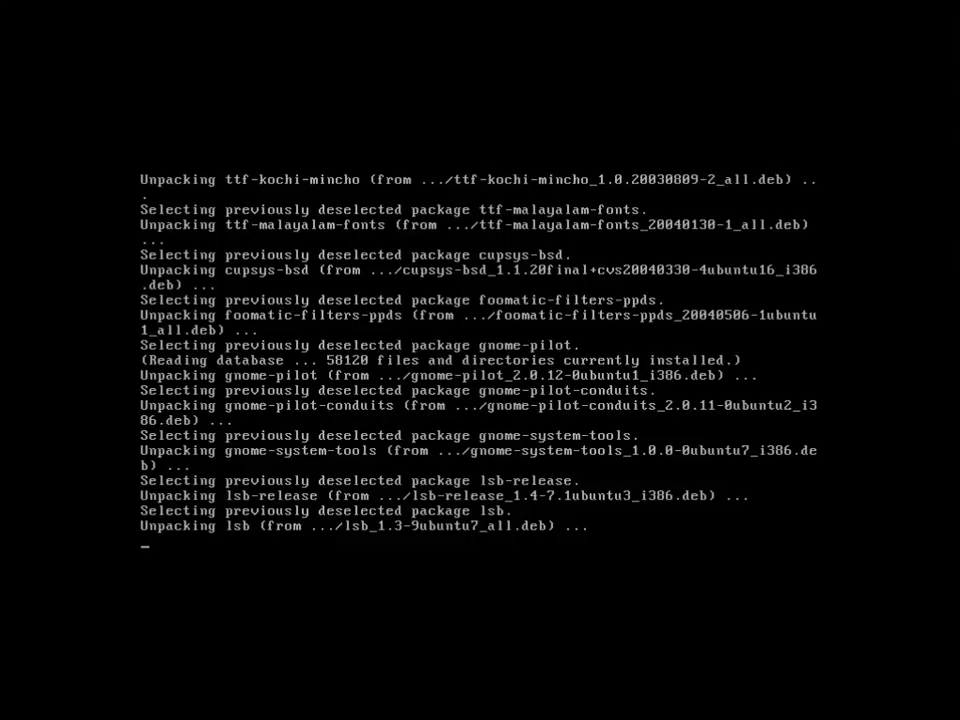 Unpacking ttf-kochi-mincho (from .../ttf-kochi-mincho_1.0.20030809-2_all.deb) ..
.
Selecting previously deselected package ttf-malayalam-fonts.
Unpacking ttf-malayalam-fonts (from .../ttf-malayalam-fonts_20040130-1_all.deb)
...
Selecting previously deselected package cupsys-bsd.
Unpacking cupsys-bsd (from .../cupsys-bsd_1.1.20final+cvs20040330-4ubuntu16_i386
.deb) ...
Selecting previously deselected package foomatic-filters-ppds.
Unpacking foomatic-filters-ppds (from .../foomatic-filters-ppds_20040506-1ubuntu
1_all.deb) ...
Selecting previously deselected package gnome-pilot.
(Reading database ... 58120 files and directories currently installed.)
Unpacking gnome-pilot (from .../gnome-pilot_2.0.12-0ubuntu1_i386.deb) ...
Selecting previously deselected package gnome-pilot-conduits.
Unpacking gnome-pilot-conduits (from .../gnome-pilot-conduits_2.0.11-0ubuntu2_i3
86.deb) ...
Selecting previously deselected package gnome-system-tools.
Unpacking gnome-system-tools (from .../gnome-system-tools_1.0.0-0ubuntu7_i386.de
b) ...
Selecting previously deselected package lsb-release.
Unpacking lsb-release (from .../lsb-release_1.4-7.1ubuntu3_i386.deb) ...
Selecting previously deselected package lsb.
Unpacking lsb (from .../lsb_1.3-9ubuntu7_all.deb) ...